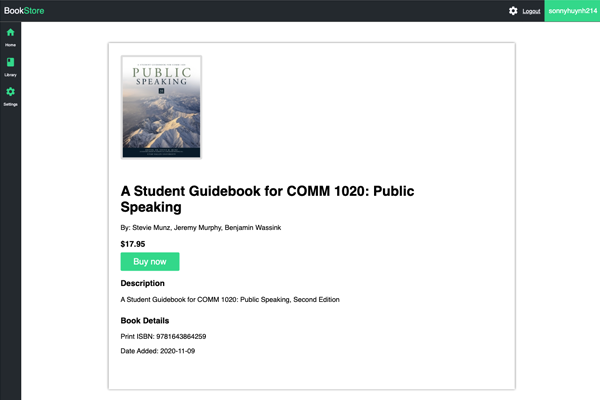 BookStore
Logout
sonnyhuynh214
Home
Library
Settings
PUBLIC
SPEAKING
A Student Guidebook for COMM 1020: Public
Speaking
By: Stevie Munz, Jeremy Murphy, Benjamin Wassink
$17.95
Buy now
Description
A Student Guidebook for COMM 1020: Public Speaking, Second Edition
Book Details
Print ISBN: 9781643864259
Date Added: 2020-11-09